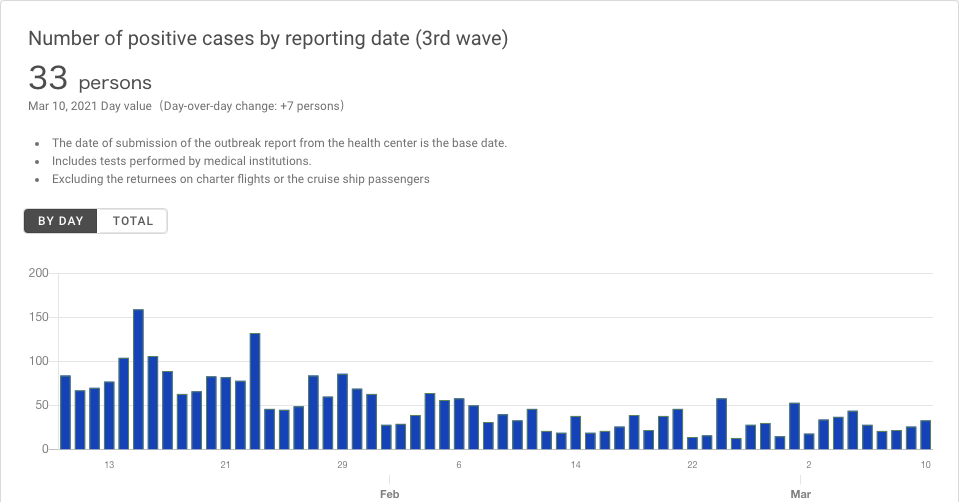 Number of positive cases by reporting date (3rd wave)
33 persons
Mar 10, 2021 Day value（Day-over-day change: +7 persons）
• The date of submission of the outbreak report from the health center is the base date.
• Includes tests performed by medical institutions.
• Excluding the returnees on charter flights or the cruise ship passengers
BY DAY TOTAL
200
150
100
50
0
13 21 29 6 14 22 2 10
Feb Mar